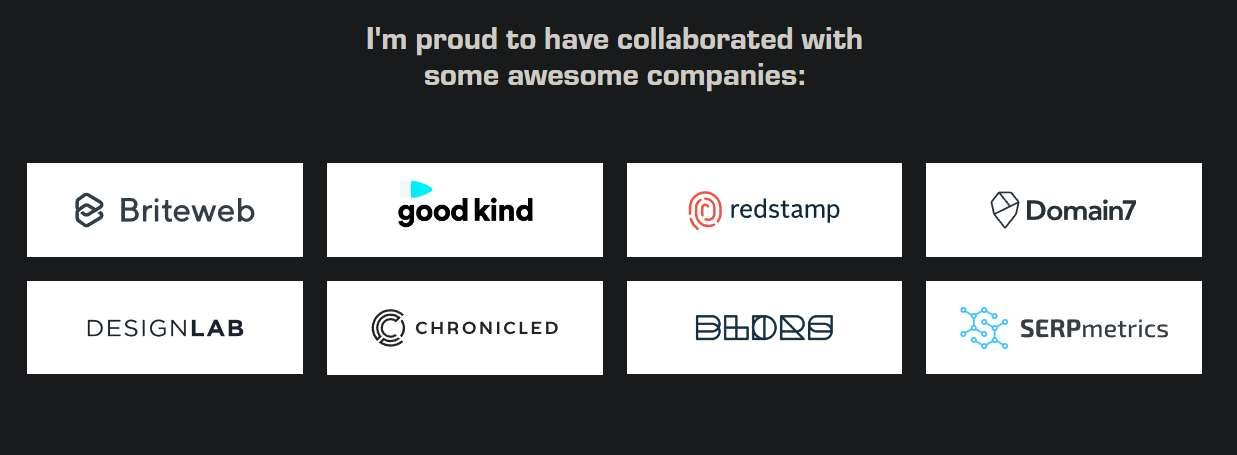 I'm proud to have collaborated with
some awesome companies:
Briteweb
good kind
redstamp
Domain7
DESIGNLAB
CHRONICLED
SERPmetrics